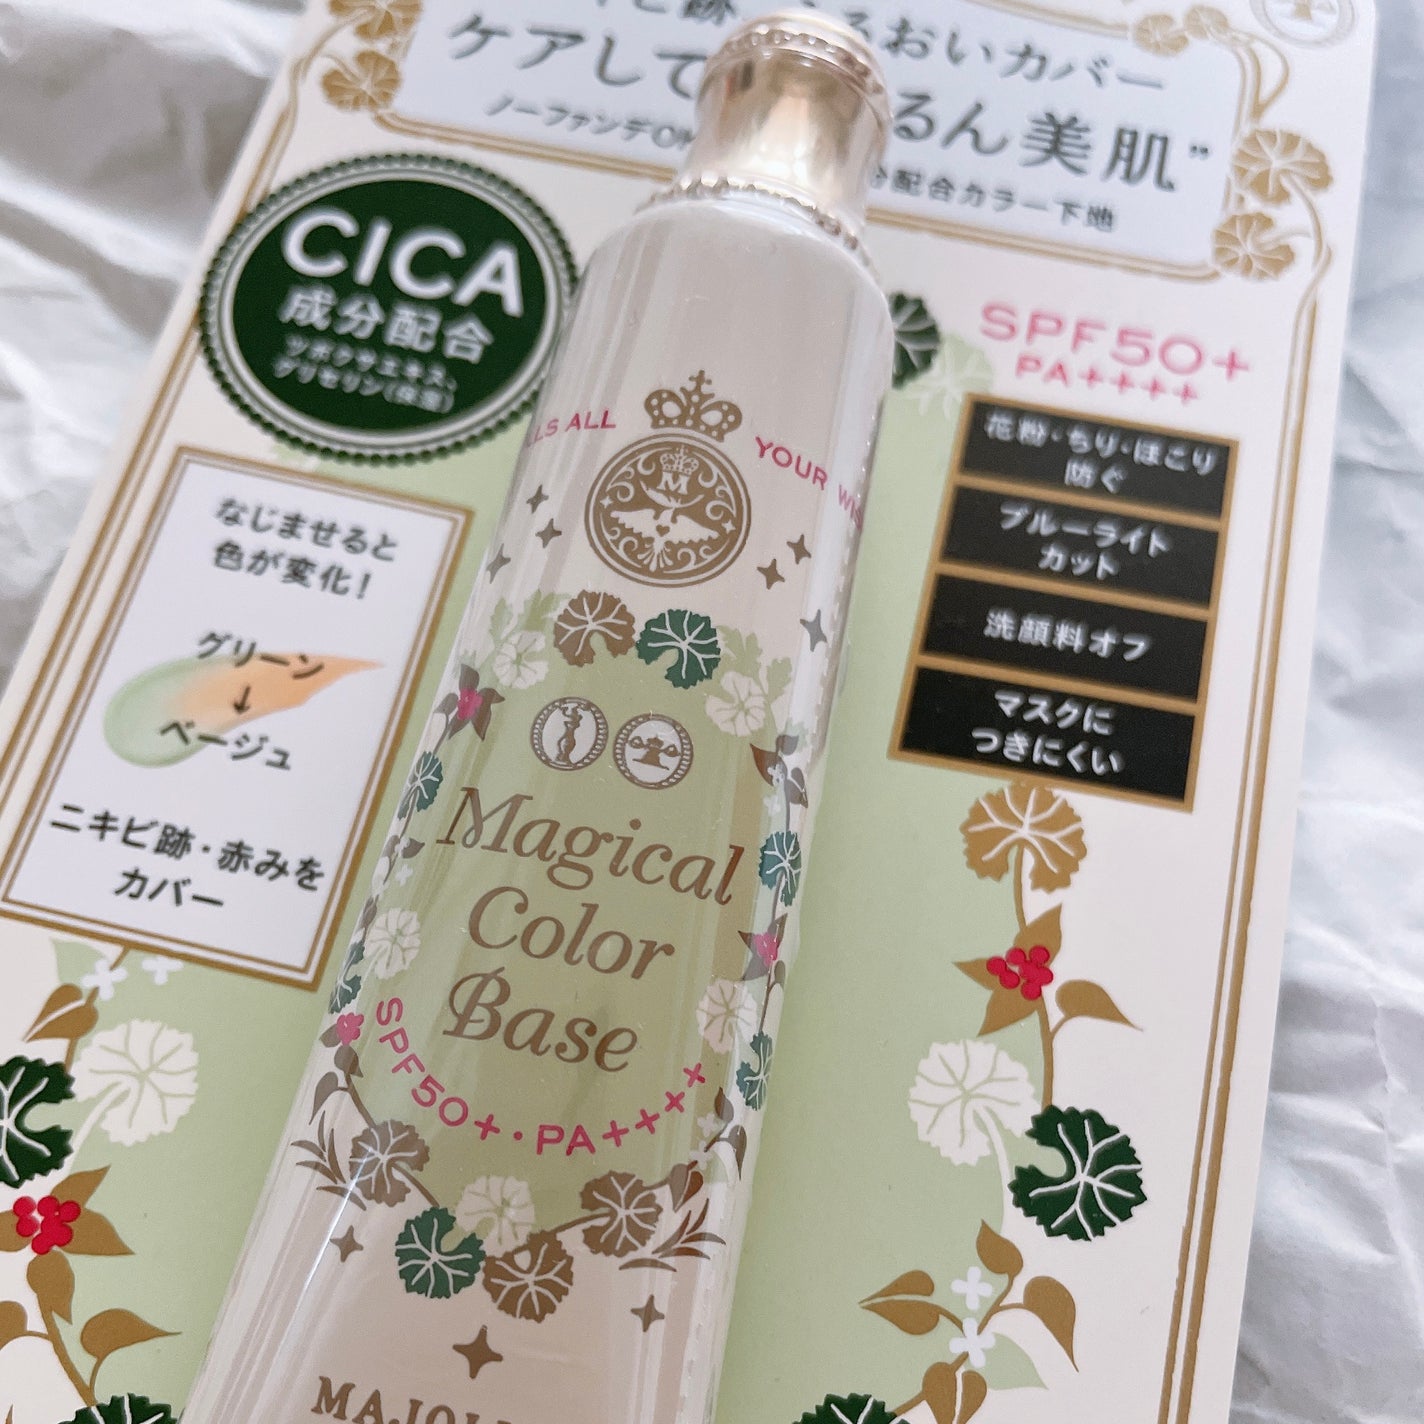 ビ跡
うるおいカバー
ケアして
るん美肌"
ノーファンデO
分配合カラー下地
CICA
成分配合
ツボクサエキス、
グリセリン(保湿)
SPF50+
PA++++
花粉・ちり・ほこり
防ぐ
ブルーライト
カット
洗顔料オフ
マスクに
つきにくい
なじませると
色が変化!
グリーン
↓
ベージュ
ニキビ跡・赤みを
カバー
LLS ALL
YOUR WIS
M
Magical
Color
Base
SPF50+・PA++++
MAJOL